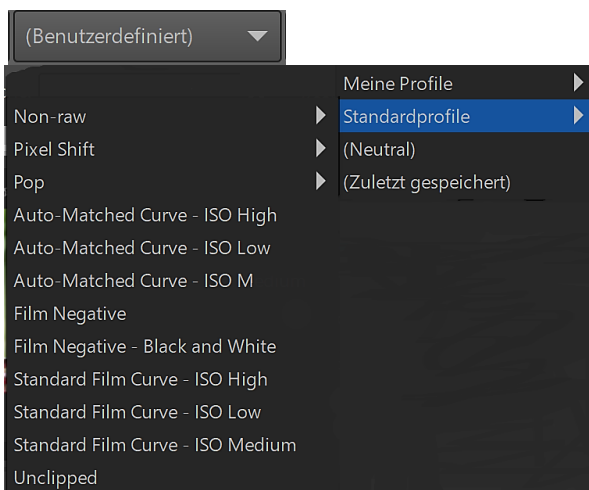 (Benutzerdefiniert)
Meine Profile
Standardprofile
(Neutral)
(Zuletzt gespeichert)
Non-raw
Pixel Shift
Pop
Auto-Matched Curve - ISO High
Auto-Matched Curve - ISO Low
Auto-Matched Curve - ISO M
Film Negative
Film Negative - Black and White
Standard Film Curve - ISO High
Standard Film Curve - ISO Low
Standard Film Curve - ISO Medium
Unclipped